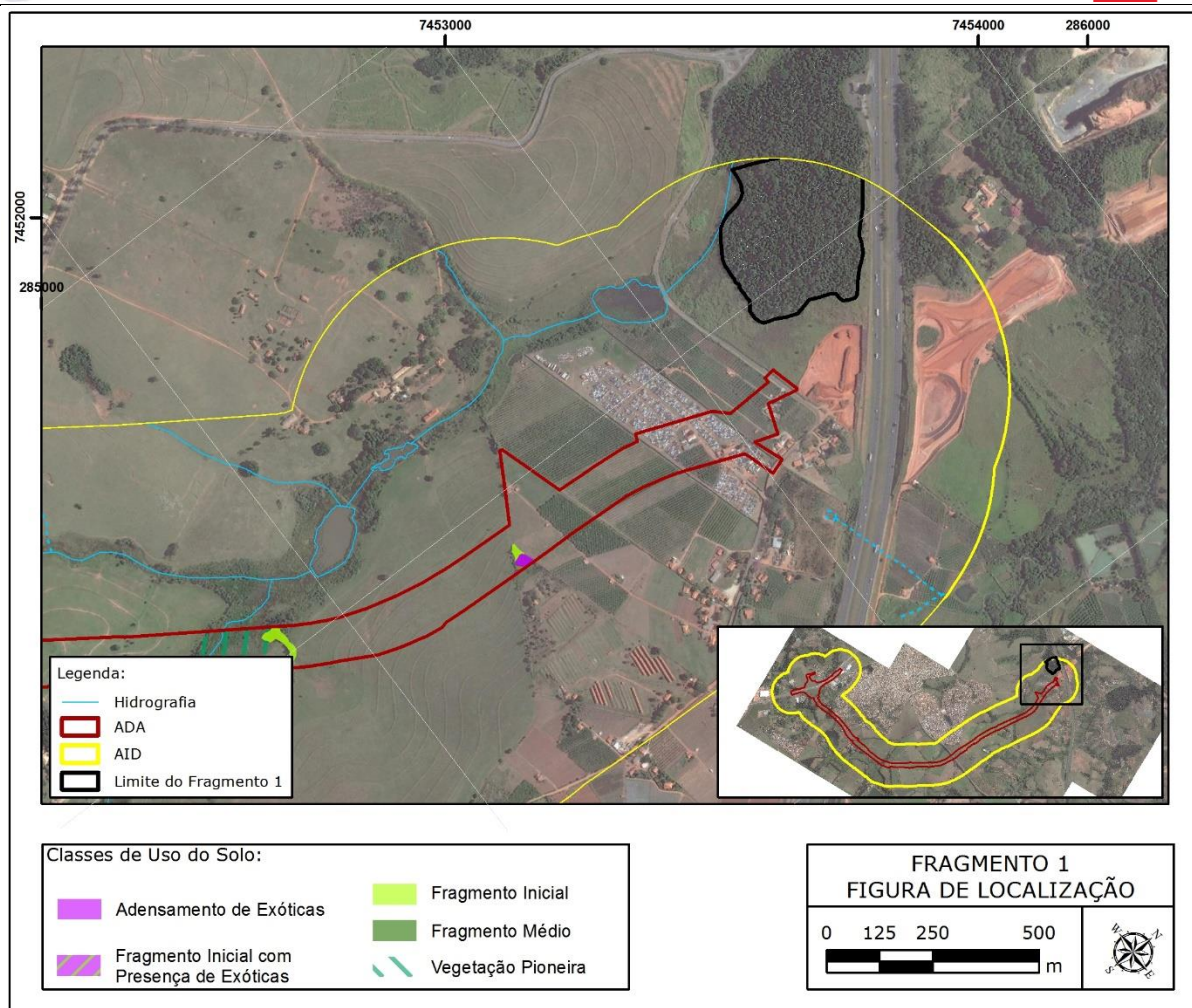 7453000
7454000
286000
7452000
285000
Legenda:
Hidrografia
ADA
AID
Limite do Fragmento 1
Classes de Uso do Solo:
Adensamento de Exóticas
Fragmento Inicial com
Presença de Exóticas
Fragmento Inicial
Fragmento Médio
Vegetação Pioneira
FRAGMENTO 1
FIGURA DE LOCALIZAÇÃO
0 125 250 500
m
W N
S E